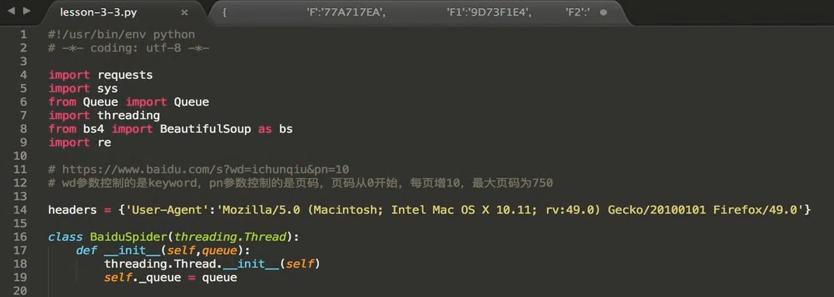 lesson-3-3.py × { 'F':'77A717EA', 'F1':'9D73F1E4', 'F2':'
1 #!/usr/bin/env python
2 # -*- coding: utf-8 -*-
3
4 import requests
5 import sys
6 from Queue import Queue
7 import threading
8 from bs4 import BeautifulSoup as bs
9 import re
10
11 # https://www.baidu.com/s?wd=ichunqiu&pn=10
12 # wd参数控制的是keyword，pn参数控制的是页码，页码从0开始，每页增10，最大页码为750
13
14 headers = {'User-Agent':'Mozilla/5.0 (Macintosh; Intel Mac OS X 10.11; rv:49.0) Gecko/20100101 Firefox/49.0'}
15
16 class BaiduSpider(threading.Thread):
17 def __init__(self,queue):
18 threading.Thread.__init__(self)
19 self._queue = queue
20